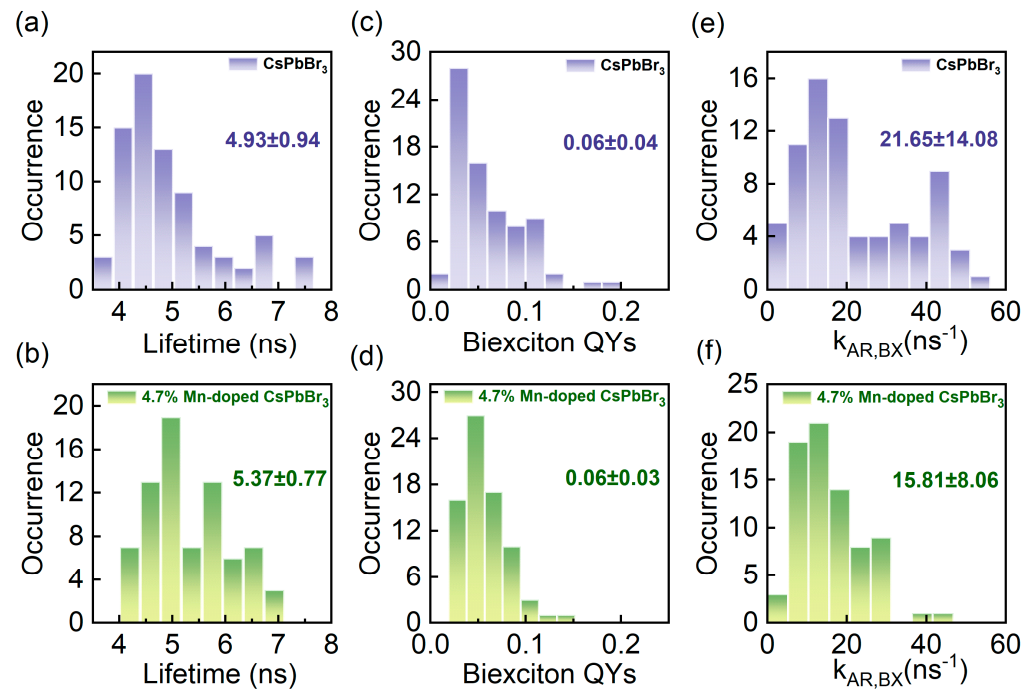 (a)
CsPbBr₃
4.93±0.94
Occurrence
20
15
10
5
0
4 5 6 7 8
Lifetime (ns)
(c)
CsPbBr₃
0.06±0.04
Occurrence
30
24
18
12
6
0
0.0 0.1 0.2
Biexciton QYs
(e)
CsPbBr₃
21.65±14.08
Occurrence
16
12
8
4
0
0 20 40 60
k_AR,BX(ns⁻¹)
(b)
4.7% Mn-doped CsPbBr₃
5.37±0.77
Occurrence
20
16
12
8
4
0
4 5 6 7 8
Lifetime (ns)
(d)
4.7% Mn-doped CsPbBr₃
0.06±0.03
Occurrence
30
24
18
12
6
0
0.0 0.1 0.2
Biexciton QYs
(f)
4.7% Mn-doped CsPbBr₃
15.81±8.06
Occurrence
25
20
15
10
5
0
0 20 40 60
k_AR,BX(ns⁻¹)